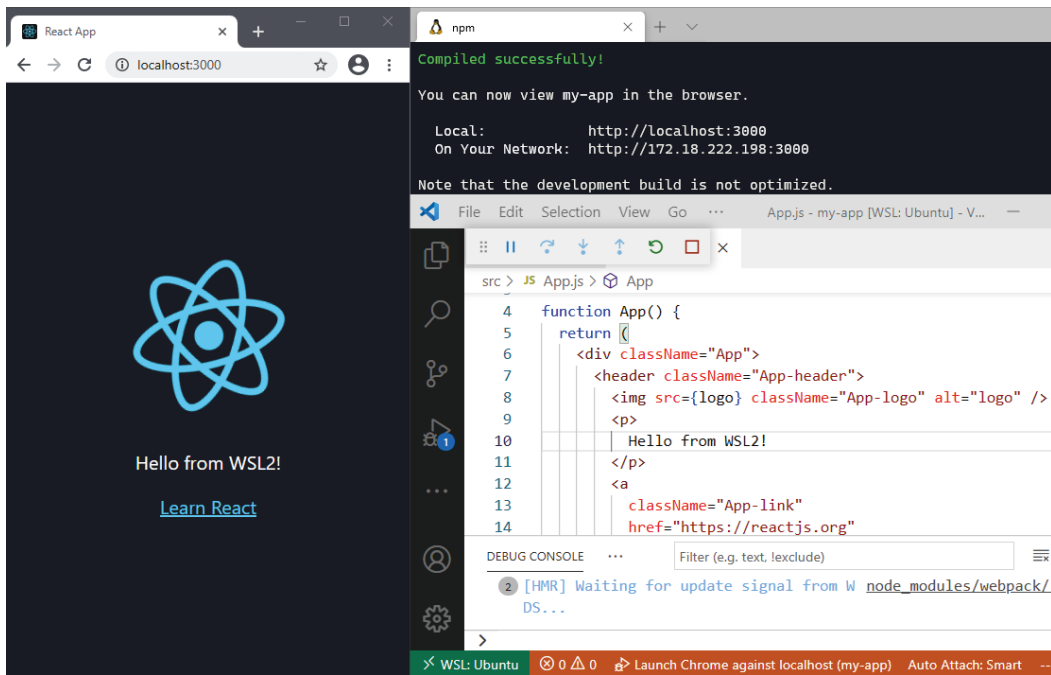 React App
localhost:3000
Hello from WSL2!
Learn React
npm
Compiled successfully!
You can now view my-app in the browser.
Local: http://localhost:3000
On Your Network: http://172.18.222.198:3000
Note that the development build is not optimized.
File Edit Selection View Go ··· App.js - my-app [WSL: Ubuntu] - V...
src > JS App.js > App
4 function App() {
5 return (
6 <div className="App">
7 <header className="App-header">
8 <img src={logo} className="App-logo" alt="logo" />
9 <p>
10 Hello from WSL2!
11 </p>
12 <a
13 className="App-link"
14 href="https://reactjs.org"
1
DEBUG CONSOLE ··· Filter (e.g. text, !exclude)
2 [HMR] Waiting for update signal from W node_modules/webpack/
DS...
>
WSL: Ubuntu 0 0 Launch Chrome against localhost (my-app) Auto Attach: Smart --